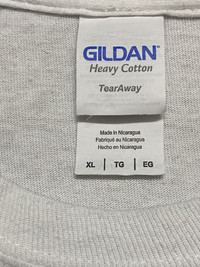 GILDAN
Heavy Cotton
TearAway
Made in Nicaragua
Fabriqué au Nicaragua
Hecho en Nicaragua
XL | TG | EG